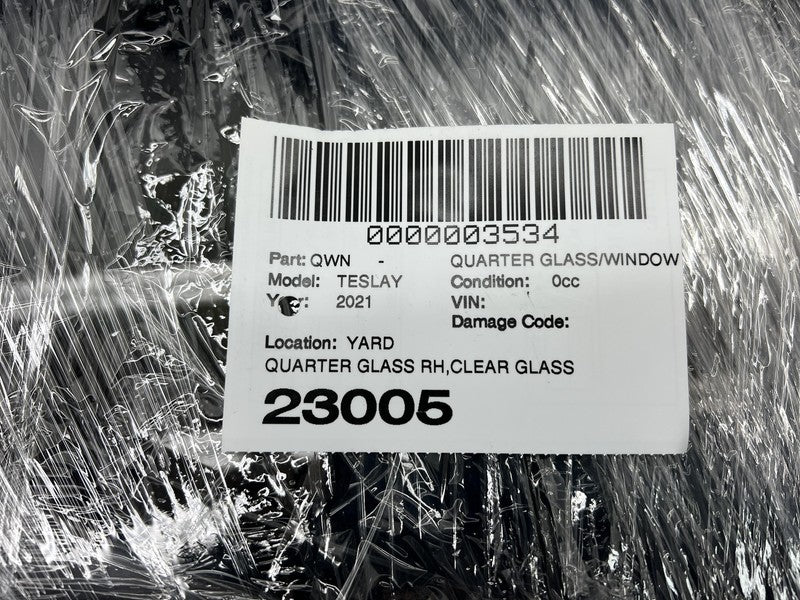 0000003534
Part: QWN - QUARTER GLASS/WINDOW
Model: TESLAY Condition: 0cc
Year: 2021 VIN:
Damage Code:
Location: YARD
QUARTER GLASS RH,CLEAR GLASS
23005